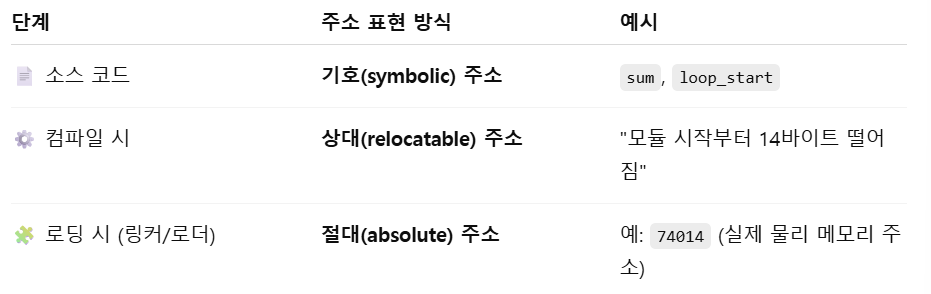 단계 주소 표현 방식 예시
소스 코드 기호(symbolic) 주소 sum, loop_start
컴파일 시 상대(relocatable) 주소 "모듈 시작부터 14바이트 떨어
짐"
로딩 시 (링커/로더) 절대(absolute) 주소 예: 74014 (실제 물리 메모리 주
소)